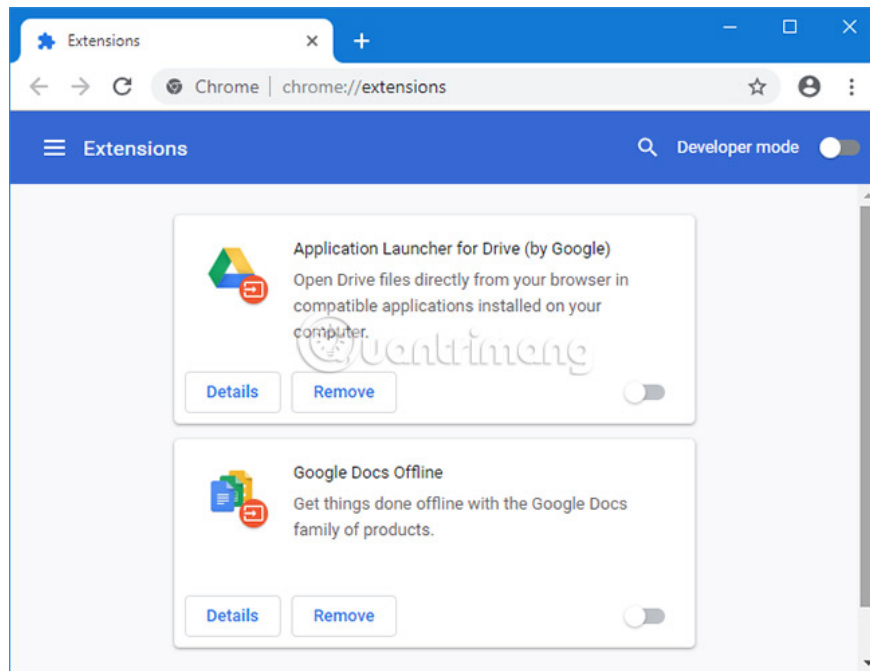 Extensions
Chrome | chrome://extensions
Extensions
Developer mode
Application Launcher for Drive (by Google)
Open Drive files directly from your browser in
compatible applications installed on your
computer.
Quantrimang
Details
Remove
Google Docs Offline
Get things done offline with the Google Docs
family of products.
Details
Remove